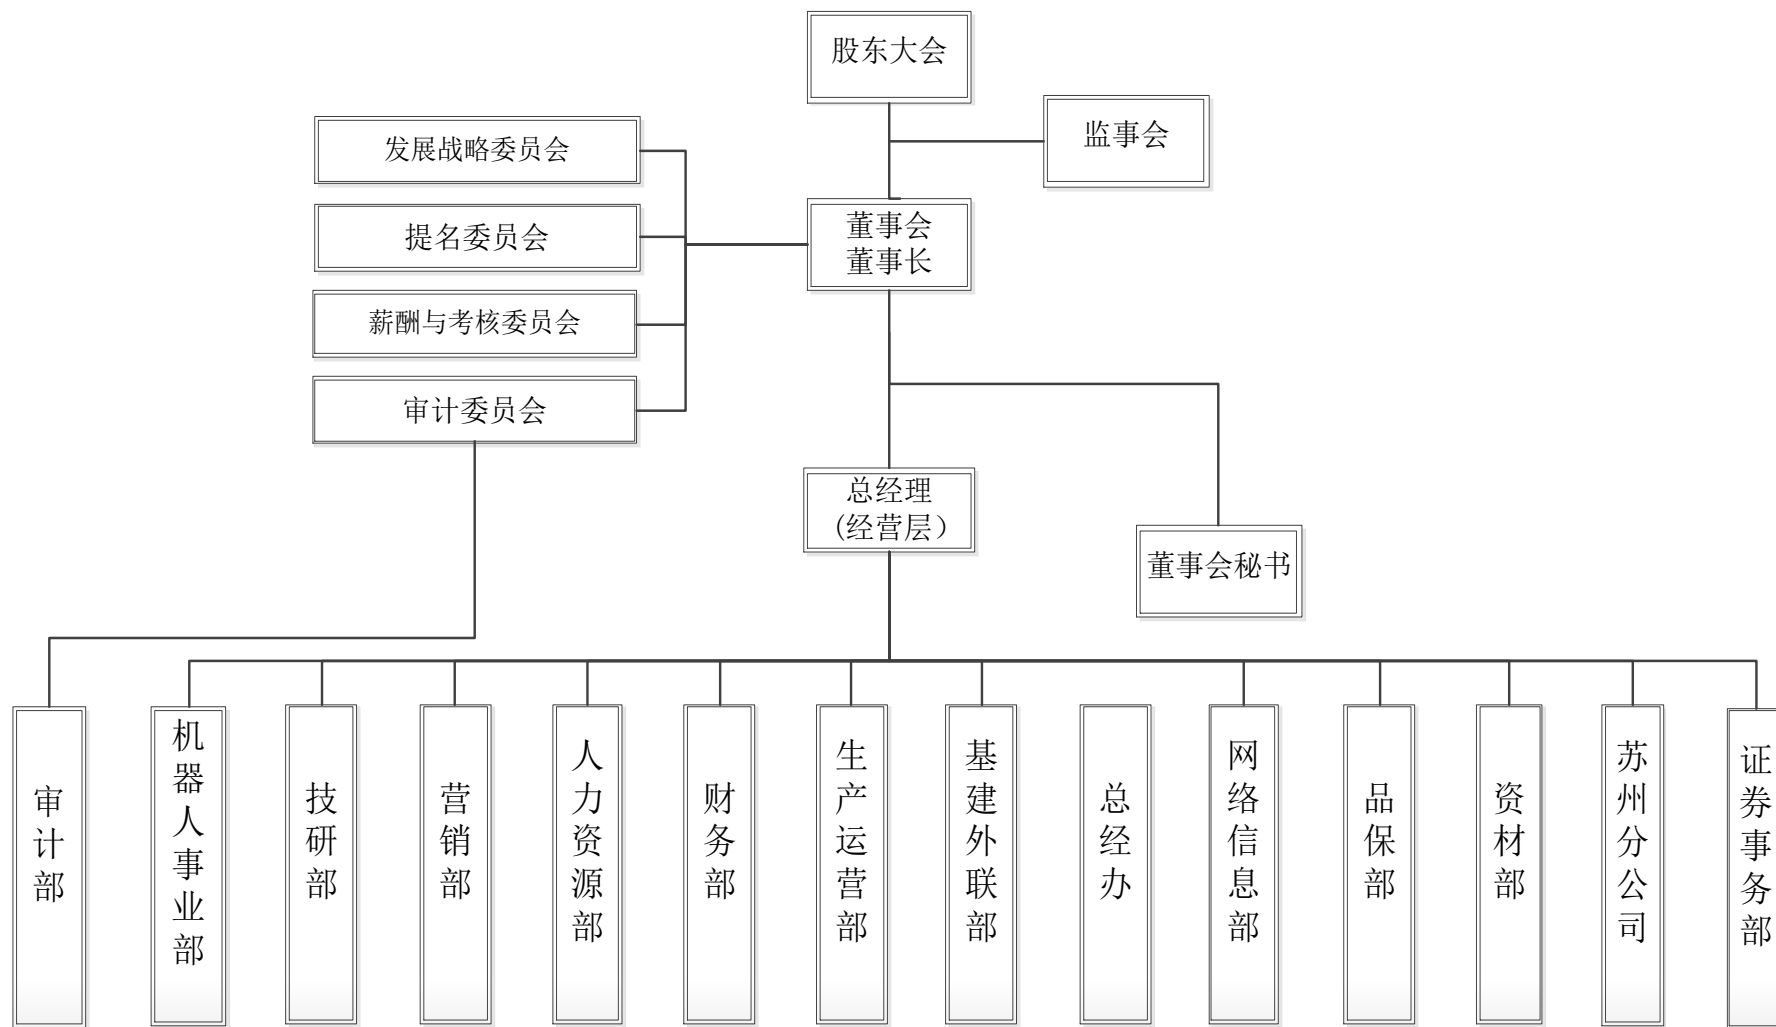 股东大会
监事会
发展战略委员会
提名委员会
董事会
董事长
薪酬与考核委员会
审计委员会
总经理
（经营层）
董事会秘书
审计部
机器人事业部
技研部
营销部
人力资源部
财务部
生产运营部
基建外联部
总经办
网络信息部
品保部
资材部
苏州分公司
证券事务部